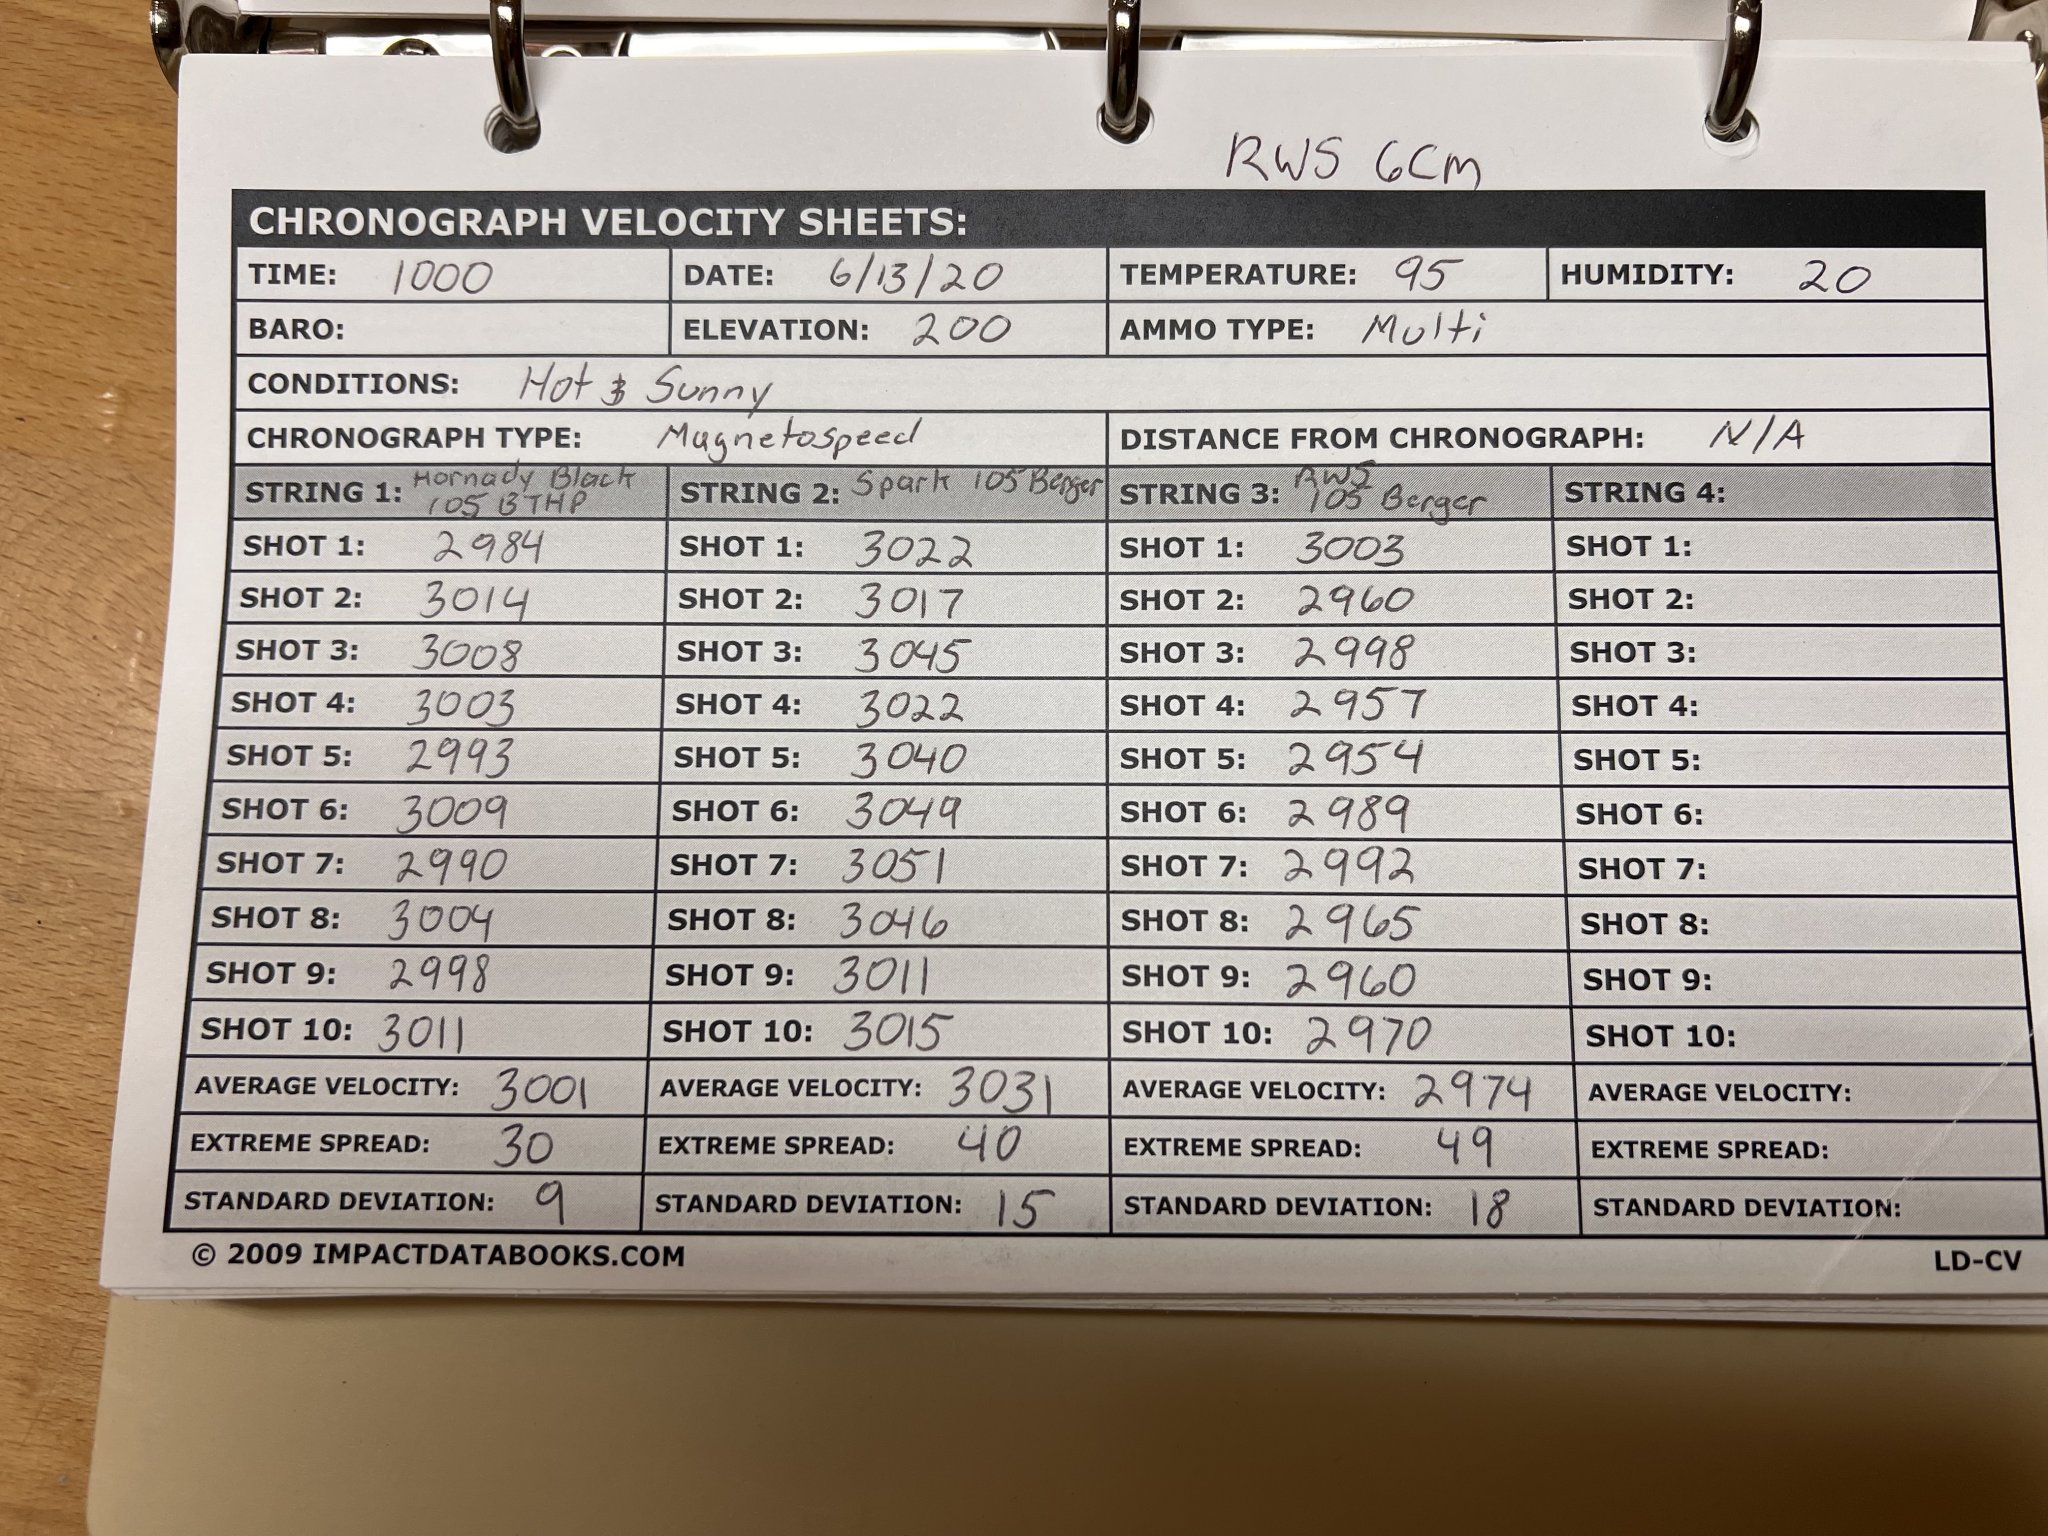 RWS 6CM
CHRONOGRAPH VELOCITY SHEETS:
TIME: 1000 DATE: 6/13/20 TEMPERATURE: 95 HUMIDITY: 20
BARO: ELEVATION: 200 AMMO TYPE: Multi
CONDITIONS: Hot & Sunny
CHRONOGRAPH TYPE: Magnetospeed DISTANCE FROM CHRONOGRAPH: N/A
STRING 1: Hornady Black 105 BTHP STRING 2: Spark 105 Berger STRING 3: RWS 105 Berger STRING 4:
SHOT 1: 2984 SHOT 1: 3022 SHOT 1: 3003 SHOT 1:
SHOT 2: 3014 SHOT 2: 3017 SHOT 2: 2960 SHOT 2:
SHOT 3: 3008 SHOT 3: 3045 SHOT 3: 2998 SHOT 3:
SHOT 4: 3003 SHOT 4: 3022 SHOT 4: 2957 SHOT 4:
SHOT 5: 2993 SHOT 5: 3040 SHOT 5: 2954 SHOT 5:
SHOT 6: 3009 SHOT 6: 3049 SHOT 6: 2989 SHOT 6:
SHOT 7: 2990 SHOT 7: 3051 SHOT 7: 2992 SHOT 7:
SHOT 8: 3004 SHOT 8: 3046 SHOT 8: 2965 SHOT 8:
SHOT 9: 2998 SHOT 9: 3011 SHOT 9: 2960 SHOT 9:
SHOT 10: 3011 SHOT 10: 3015 SHOT 10: 2970 SHOT 10:
AVERAGE VELOCITY: 3001 AVERAGE VELOCITY: 3031 AVERAGE VELOCITY: 2974 AVERAGE VELOCITY:
EXTREME SPREAD: 30 EXTREME SPREAD: 40 EXTREME SPREAD: 49 EXTREME SPREAD:
STANDARD DEVIATION: 9 STANDARD DEVIATION: 15 STANDARD DEVIATION: 18 STANDARD DEVIATION:
© 2009 IMPACTDATABOOKS.COM LD-CV